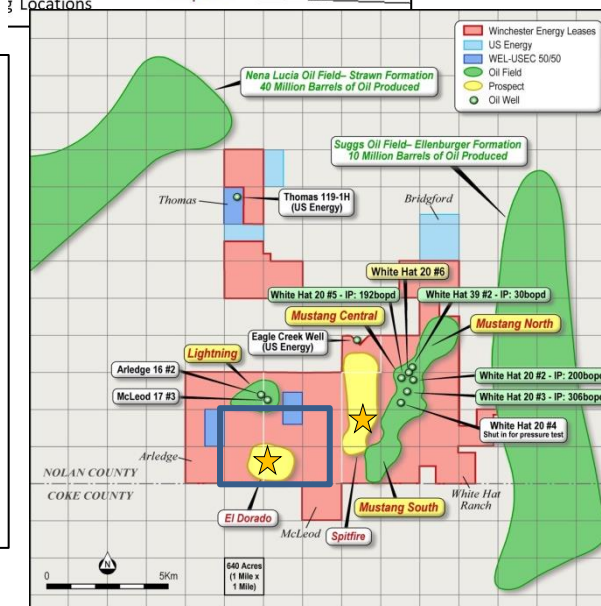 g Locations
Winchester Energy Leases
US Energy
WEL-USEC 50/50
Oil Field
Prospect
Oil Well
Nena Lucia Oil Field– Strawn Formation
40 Million Barrels of Oil Produced
Suggs Oil Field– Ellenburger Formation
10 Million Barrels of Oil Produced
Thomas
Thomas 119-1H
(US Energy)
Bridgford
White Hat 20 #6
White Hat 20 #5 - IP: 192bopd
White Hat 39 #2 - IP: 30bopd
Mustang Central
Mustang North
Eagle Creek Well
(US Energy)
Lightning
Arledge 16 #2
McLeod 17 #3
White Hat 20 #2 - IP: 200bopd
White Hat 20 #3 - IP: 306bopd
White Hat 20 #4
Shut in for pressure test
Arledge
NOLAN COUNTY
COKE COUNTY
White Hat
Ranch
Mustang South
El Dorado
McLeod
Spitfire
N
0
5Km
640 Acres
(1 Mile x
1 Mile)